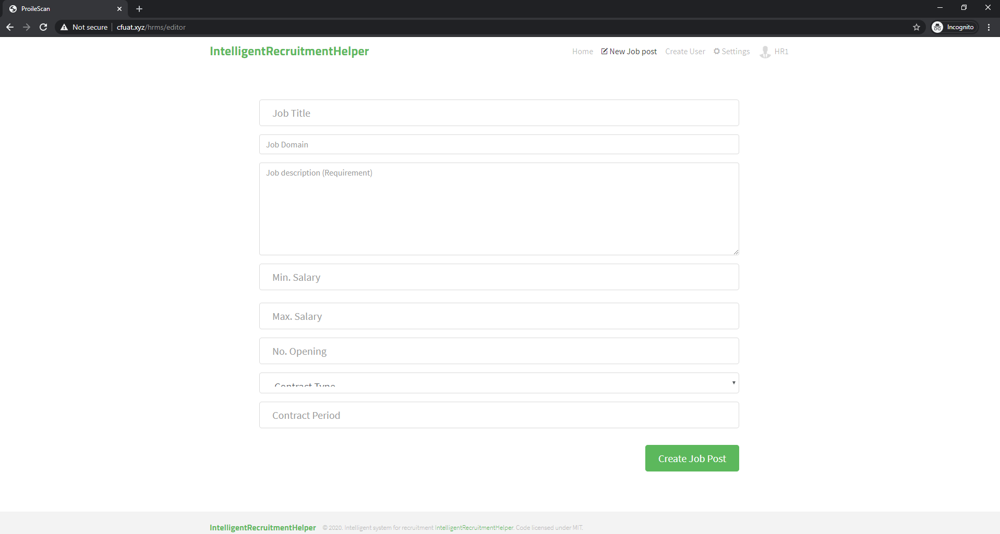 ProileScan
Not secure cfuat.xyz/hrms/editor Incognito
IntelligentRecruitmentHelper Home New Job post Create User Settings HR1
Job Title
Job Domain
Job description (Requirement)
Min. Salary
Max. Salary
No. Opening
Contract Type
Contract Period
Create Job Post
IntelligentRecruitmentHelper © 2020. Intelligent system for recruitment IntelligentRecruitmentHelper. Code licensed under MIT.